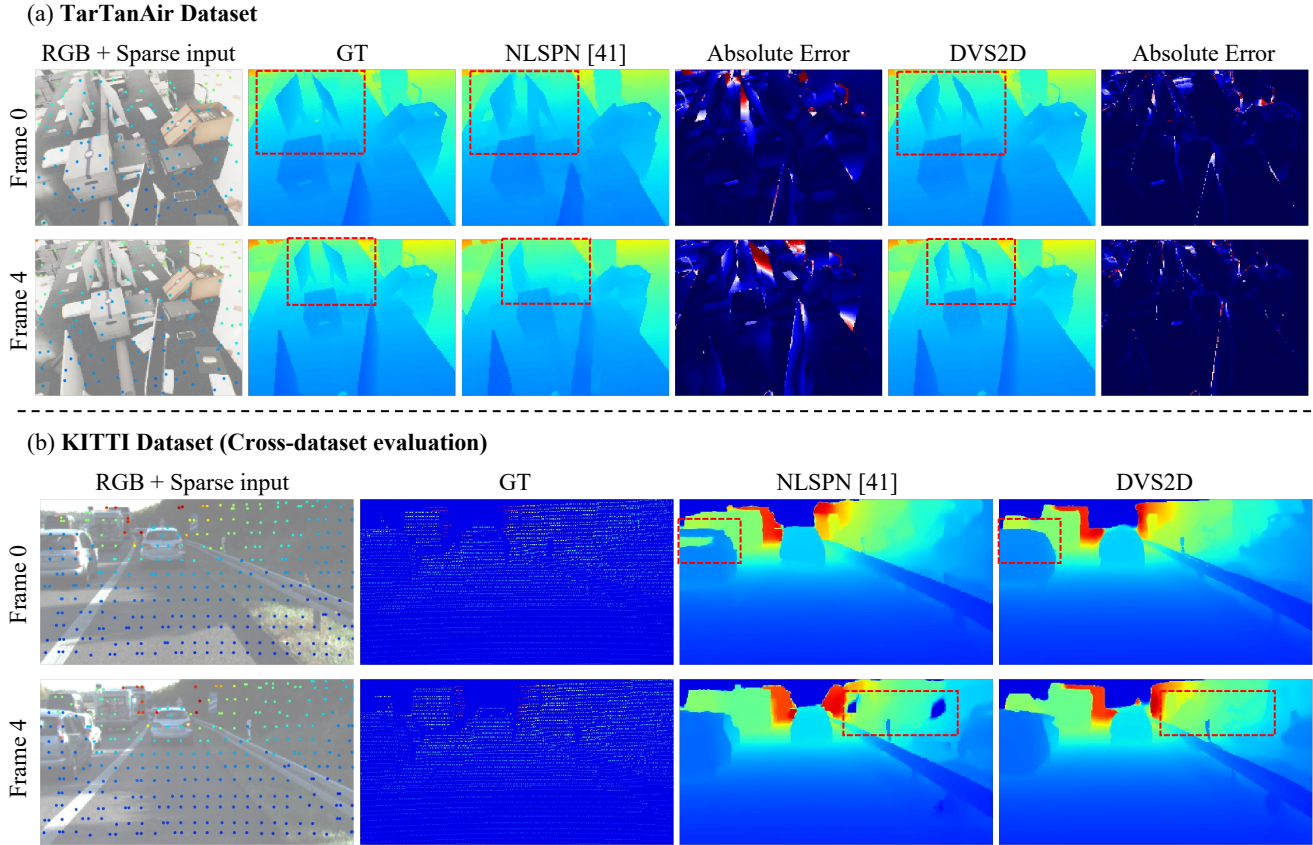 (a) TarTanAir Dataset
RGB + Sparse input GT NLSPN [41] Absolute Error DVS2D Absolute Error
Frame 0
Frame 4
(b) KITTI Dataset (Cross-dataset evaluation)
RGB + Sparse input GT NLSPN [41] DVS2D
Frame 0
Frame 4